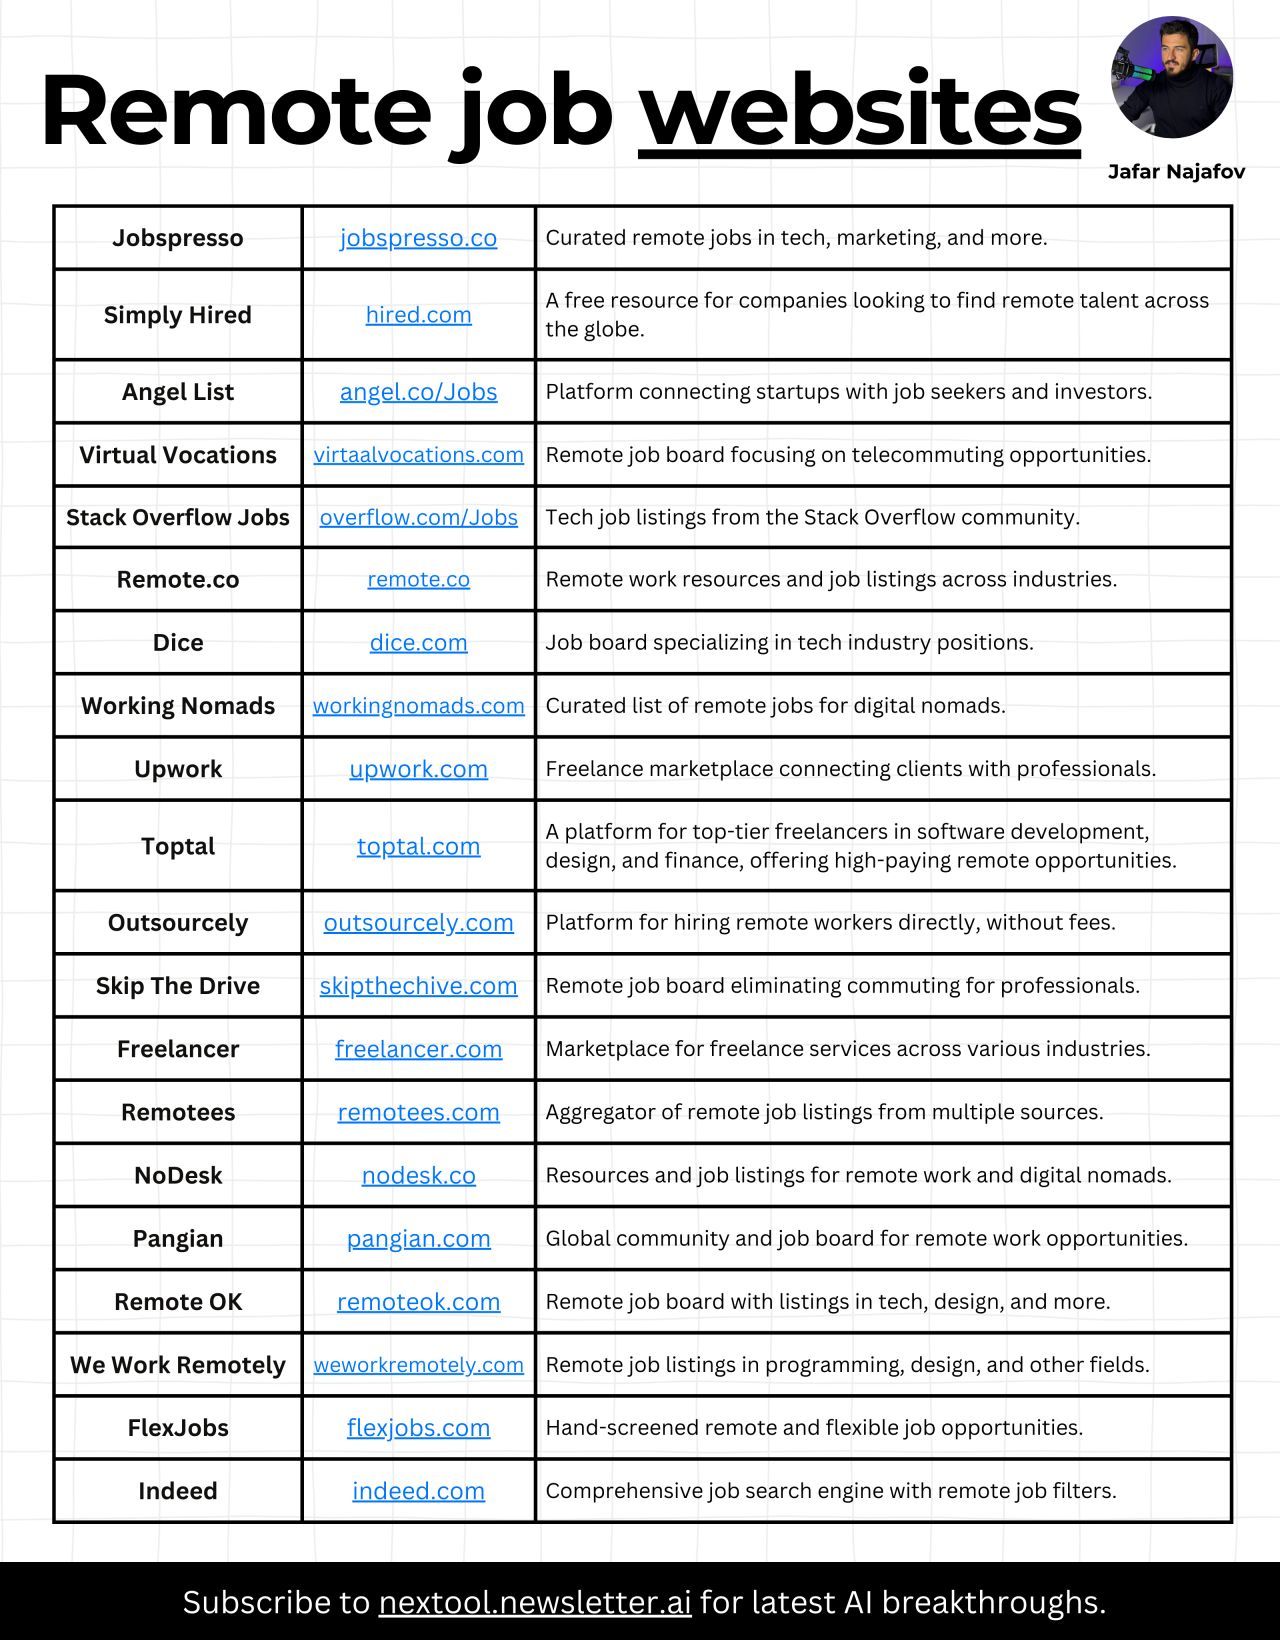 Remote job websites
Jafar Najafov
Jobspresso
jobspresso.co
Curated remote jobs in tech, marketing, and more.
Simply Hired
hired.com
A free resource for companies looking to find remote talent across
the globe.
Angel List
angel.co/Jobs
Platform connecting startups with job seekers and investors.
Virtual Vocations
virtaalvocations.com
Remote job board focusing on telecommuting opportunities.
Stack Overflow Jobs
overflow.com/Jobs
Tech job listings from the Stack Overflow community.
Remote.co
remote.co
Remote work resources and job listings across industries.
Dice
dice.com
Job board specializing in tech industry positions.
Working Nomads
workingnomads.com
Curated list of remote jobs for digital nomads.
Upwork
upwork.com
Freelance marketplace connecting clients with professionals.
Toptal
toptal.com
A platform for top-tier freelancers in software development,
design, and finance, offering high-paying remote opportunities.
Outsourcely
outsourcely.com
Platform for hiring remote workers directly, without fees.
Skip The Drive
skipthechive.com
Remote job board eliminating commuting for professionals.
Freelancer
freelancer.com
Marketplace for freelance services across various industries.
Remotees
remotees.com
Aggregator of remote job listings from multiple sources.
NoDesk
nodesk.co
Resources and job listings for remote work and digital nomads.
Pangian
pangian.com
Global community and job board for remote work opportunities.
Remote OK
remoteok.com
Remote job board with listings in tech, design, and more.
We Work Remotely
weworkremotely.com
Remote job listings in programming, design, and other fields.
FlexJobs
flexjobs.com
Hand-screened remote and flexible job opportunities.
Indeed
indeed.com
Comprehensive job search engine with remote job filters.
Subscribe to nextool.newsletter.ai for latest AI breakthroughs.